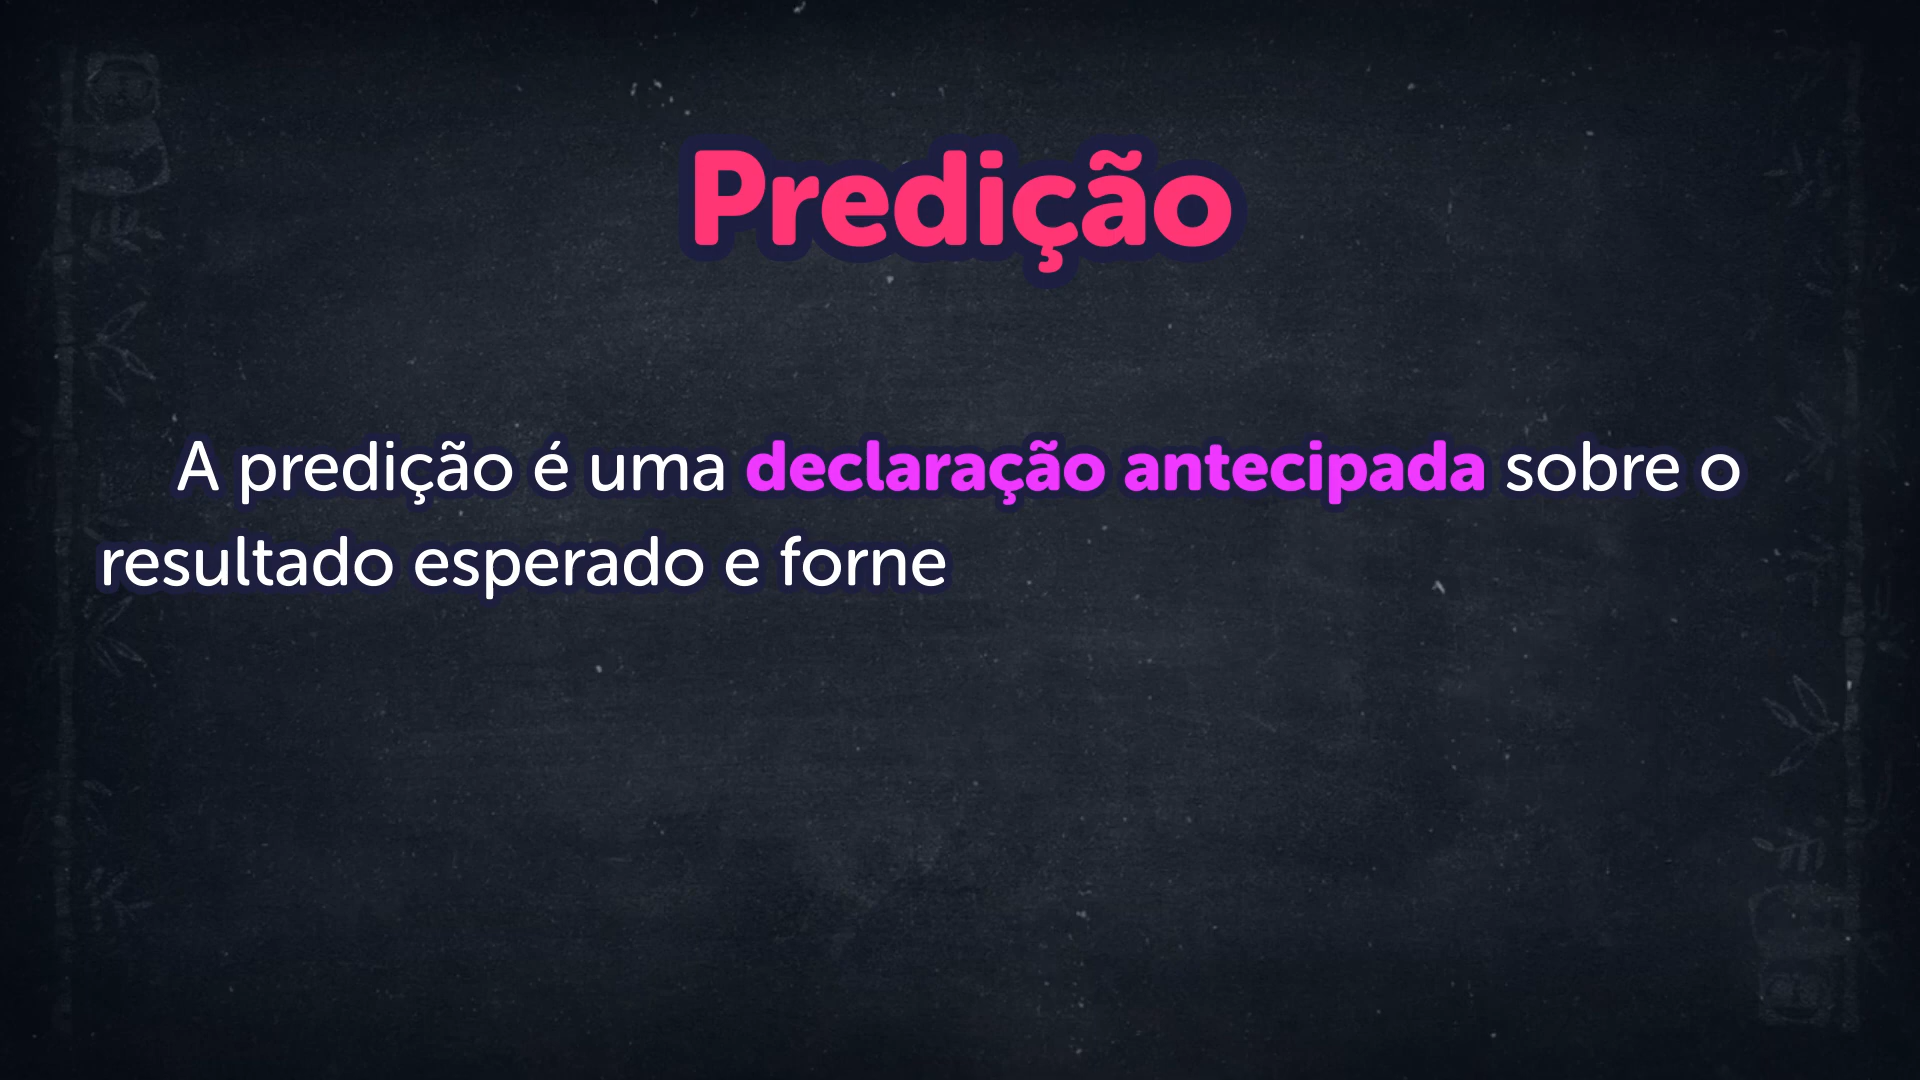 Predição
A predição é uma declaração antecipada sobre o
resultado esperado e forne